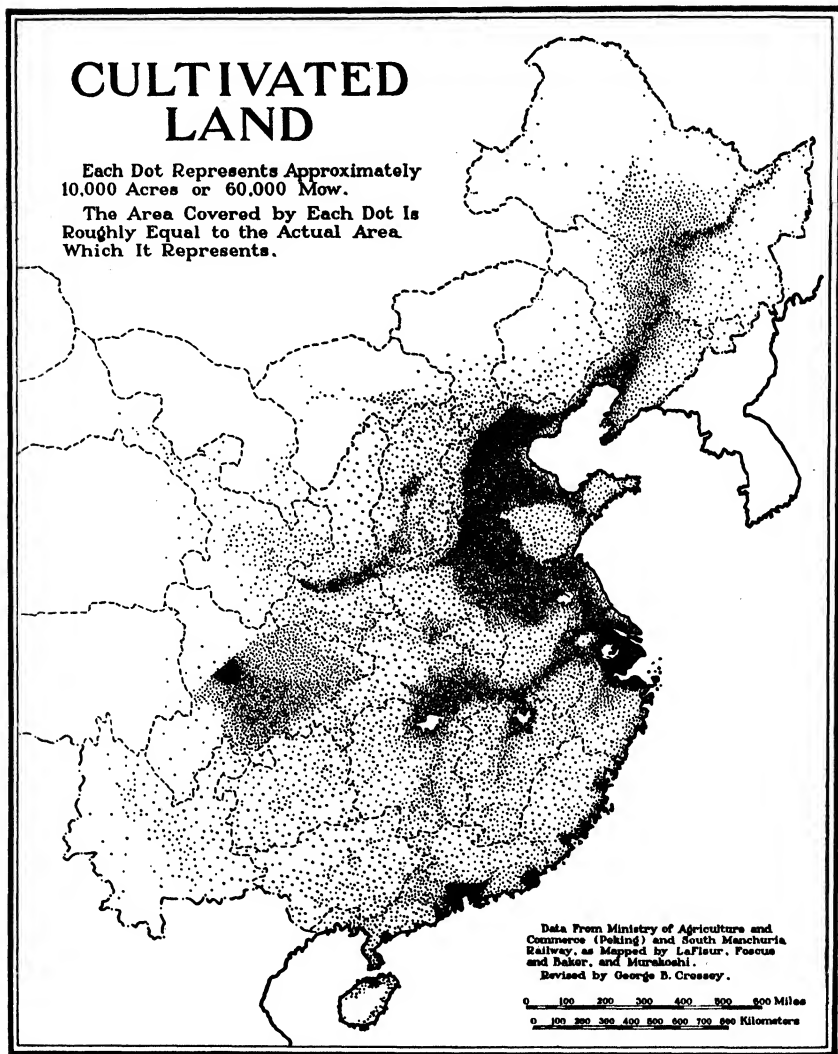 CULTIVATED
LAND
Each Dot Represents Approximately
10,000 Acres or 60,000 Mow.
The Area Covered by Each Dot Is
Roughly Equal to the Actual Area
Which It Represents.
Data From Ministry of Agriculture and
Commerce (Peking) and South Manchuria
Railway, as Mapped by LaFleur, Foscue
and Baker, and Murakoshi.
Revised by George B. Cressey.
0 100 200 300 400 500 600 Miles
0 100 200 300 400 500 600 700 800 Kilometers